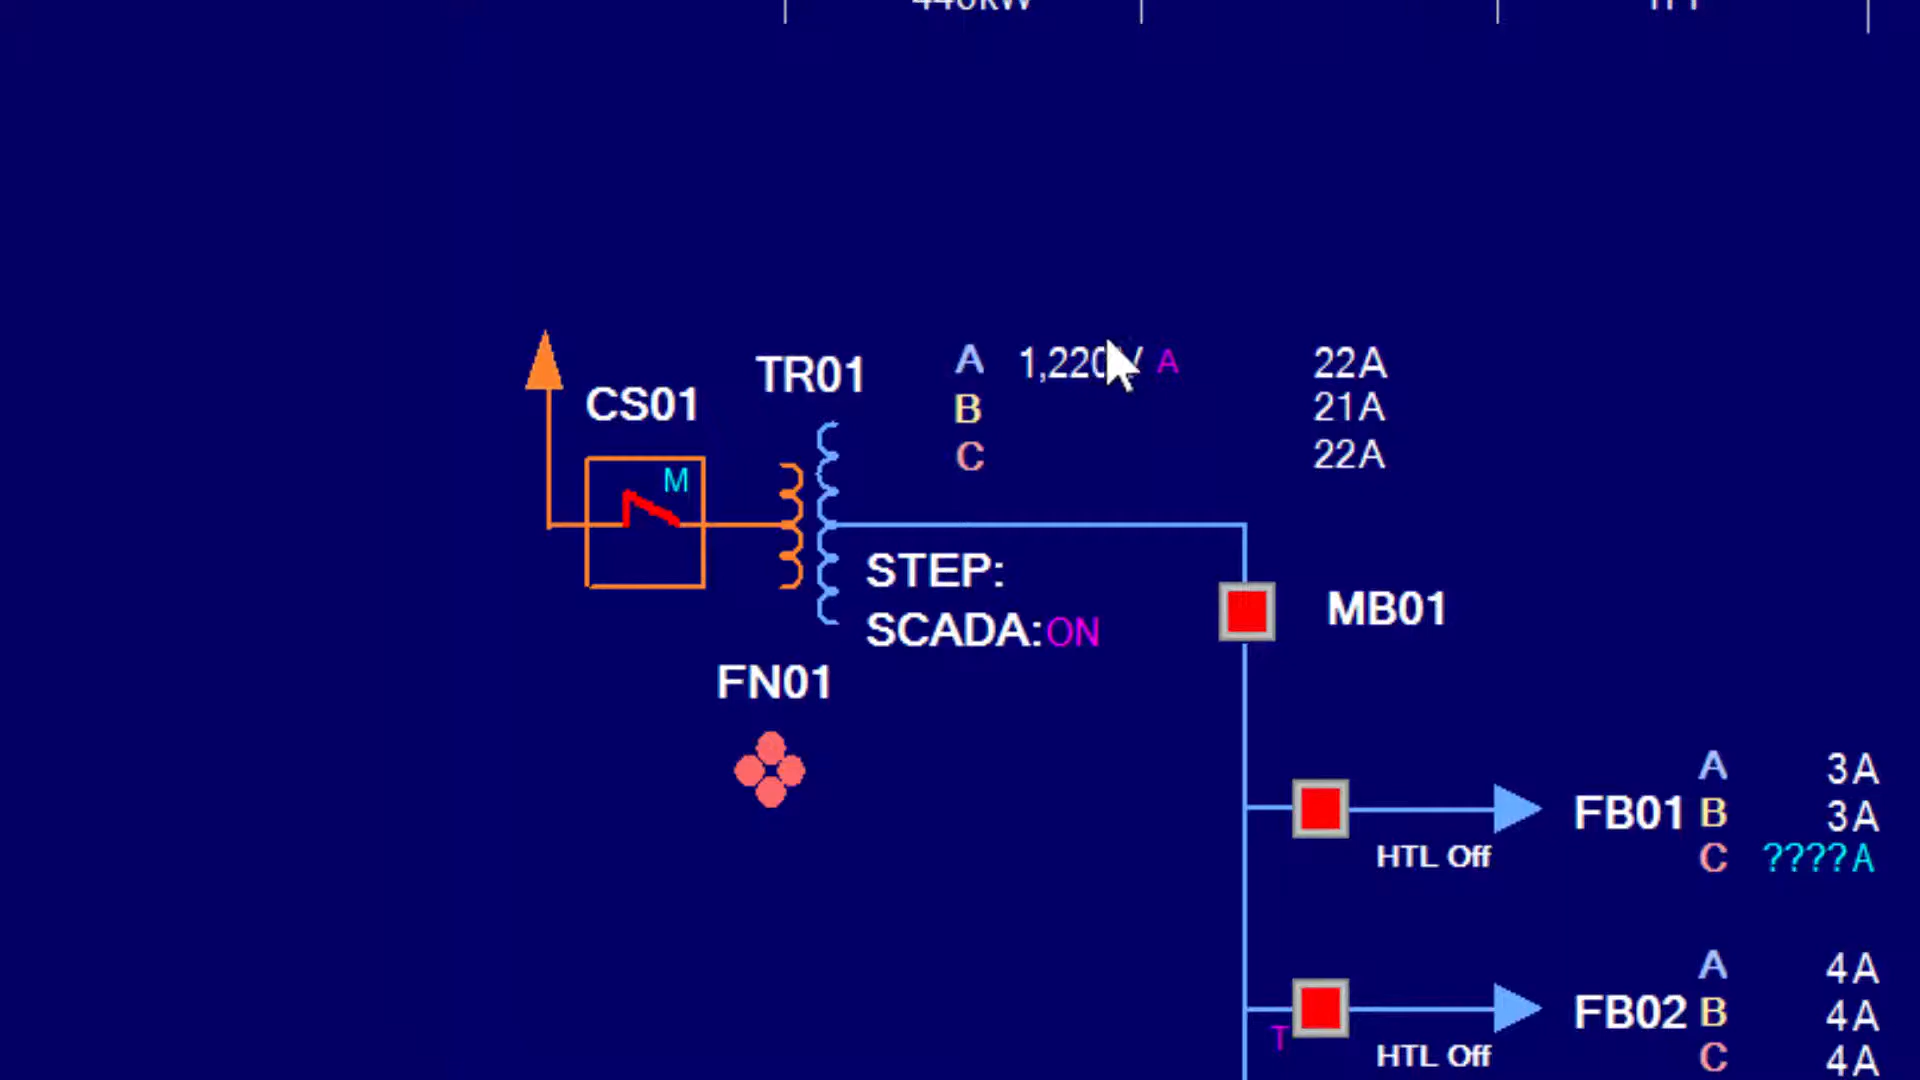 TR01 A 1,220V A 22A
CS01 B 21A
M C 22A
STEP:
SCADA:ON
MB01
FN01
A 3A
FB01 B 3A
HTL Off C ????A
A 4A
FB02 B 4A
T HTL Off C 4A